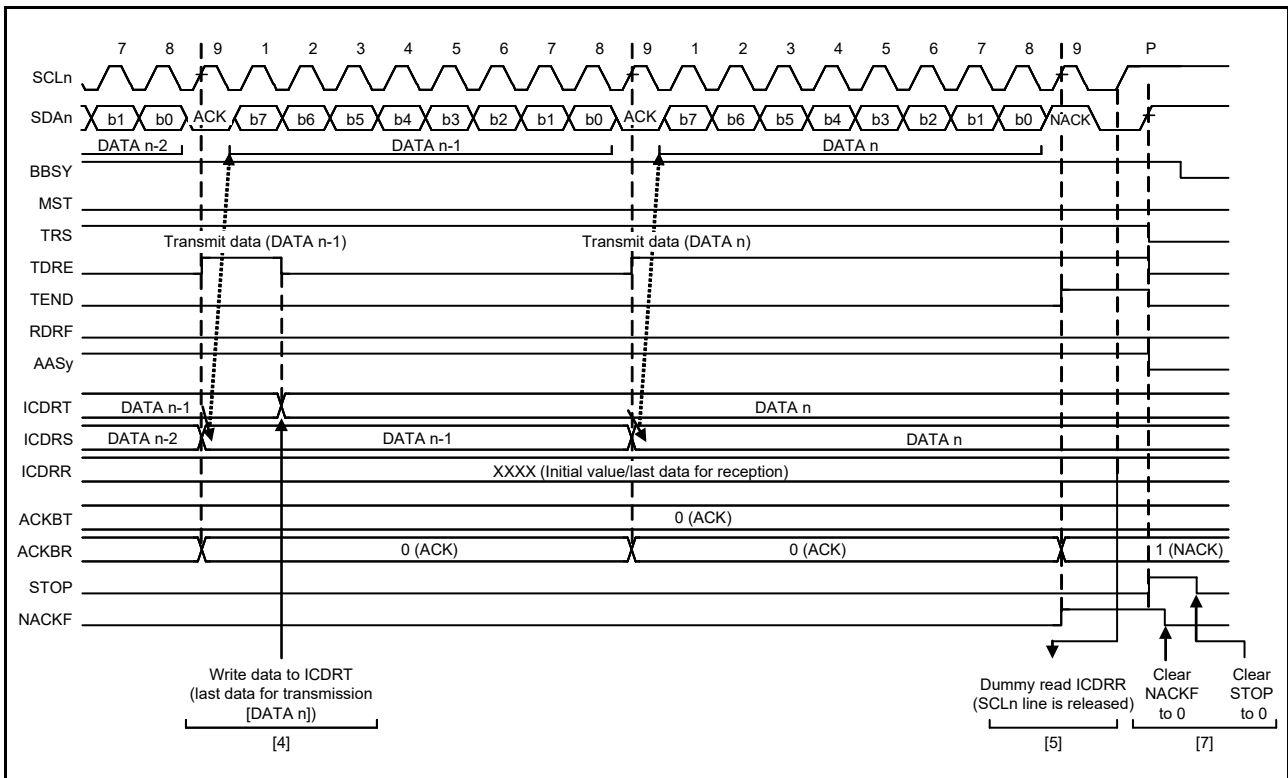 7 8 9 1 2 3 4 5 6 7 8 9 1 2 3 4 5 6 7 8 9 P
SCLn
SDAn b1 b0 ACK b7 b6 b5 b4 b3 b2 b1 b0 ACK b7 b6 b5 b4 b3 b2 b1 b0 NACK
DATA n-2 DATA n-1 DATA n
BBSY
MST
TRS
Transmit data (DATA n-1) Transmit data (DATA n)
TDRE
TEND
RDRF
AASy
ICDRT DATA n-1 DATA n
ICDRS DATA n-2 DATA n-1 DATA n
ICDRR XXXX (Initial value/last data for reception)
ACKBT 0 (ACK)
ACKBR 0 (ACK) 0 (ACK) 1 (NACK)
STOP
NACKF
Write data to ICDRT
(last data for transmission
[DATA n])
[4]
Dummy read ICDRR
(SCLn line is released)
[5]
Clear
NACKF
to 0
Clear
STOP
to 0
[7]